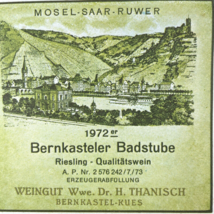 MOSEL-SAAR-RUWER
1972er
Bernkasteler Badstube
Riesling - Qualitätswein
A. P. Nr. 2 576 242/7/73
ERZEUGERABFÜLLUNG
WEINGUT Wwe. Dr. H. THANISCH
BERNKASTEL-KUES